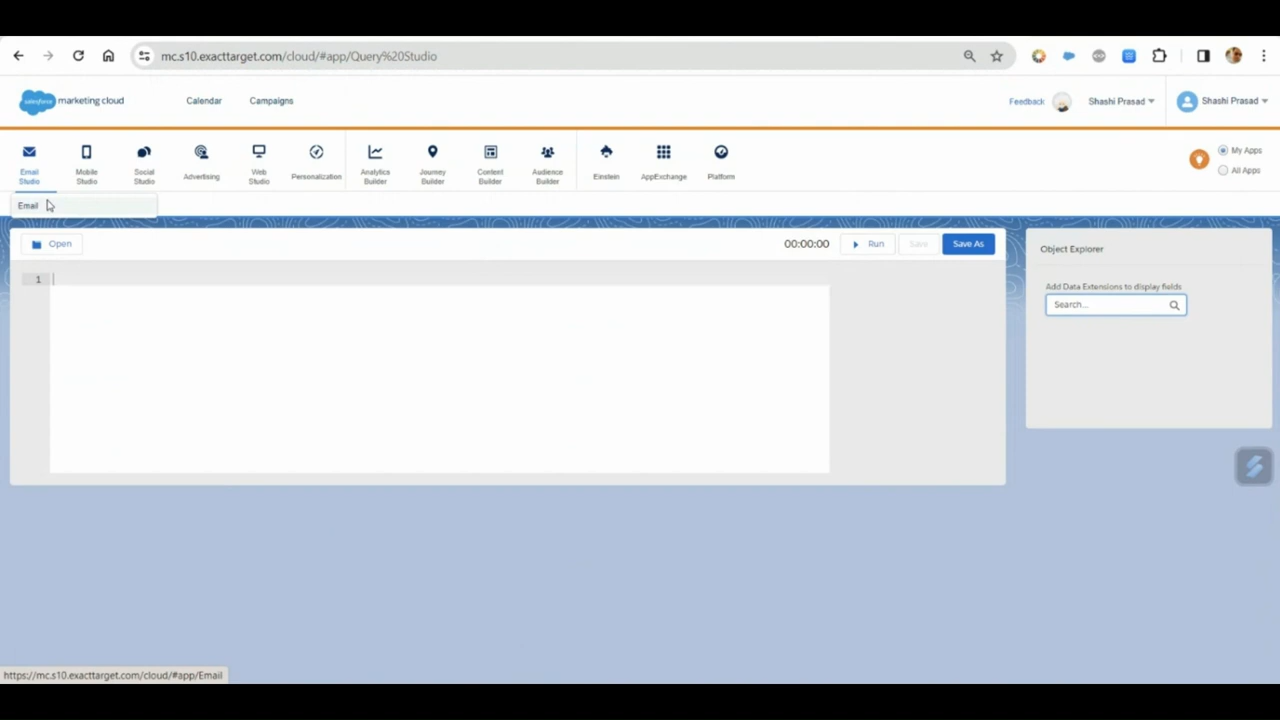 mc.s10.exacttarget.com/cloud/#app/Query%20Studio
salesforce marketing cloud Calendar Campaigns Feedback Shashi Prasad Shashi Prasad
Email Studio Mobile Studio Social Studio Advertising Web Studio Personalization Analytics Builder Journey Builder Content Builder Audience Builder Einstein AppExchange Platform My Apps
All Apps
Email
Open 00:00:00 Run Save Save As Object Explorer
1
Add Data Extensions to display fields
Search...
https://mc.s10.exacttarget.com/cloud/#app/Email